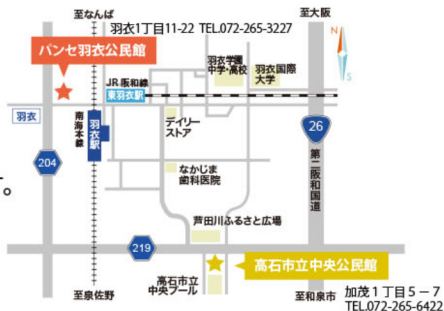 至なんば
羽衣1丁目11-22 TEL.072-265-3227
至大阪
パンセ羽衣公民館
N
S
羽衣学園
中学・高校
羽衣国際
大学
JR阪和線
東羽衣駅
羽衣
南海本線
羽衣駅
デイリー
ストア
26
第二阪和国道
204
なかじま
歯科医院
す。
芦田川ふるさと広場
219
高石市立中央公民館
高石市立
中央プール
至泉佐野
至和泉市
加茂1丁目5−7
TEL.072-265-6422